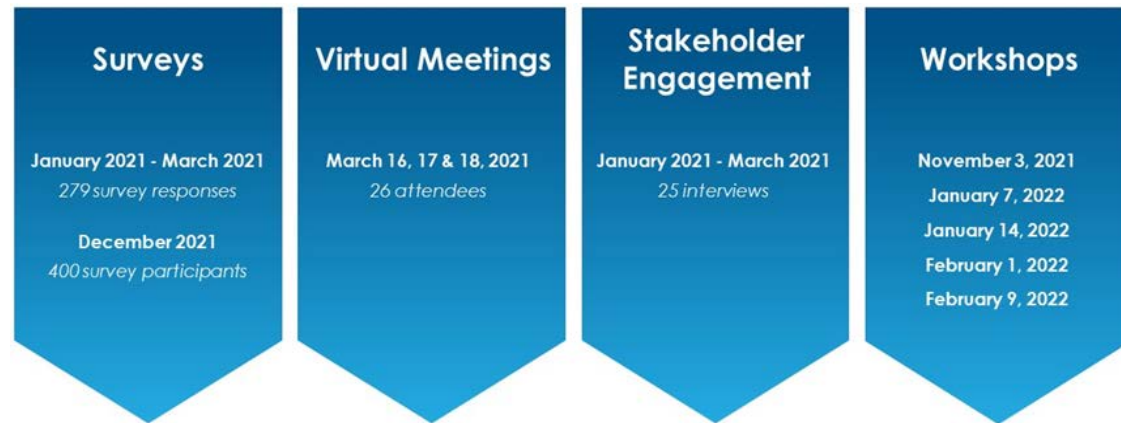 Surveys
January 2021 - March 2021
279 survey responses
December 2021
400 survey participants
Virtual Meetings
March 16, 17 & 18, 2021
26 attendees
Stakeholder
Engagement
January 2021 - March 2021
25 interviews
Workshops
November 3, 2021
January 7, 2022
January 14, 2022
February 1, 2022
February 9, 2022